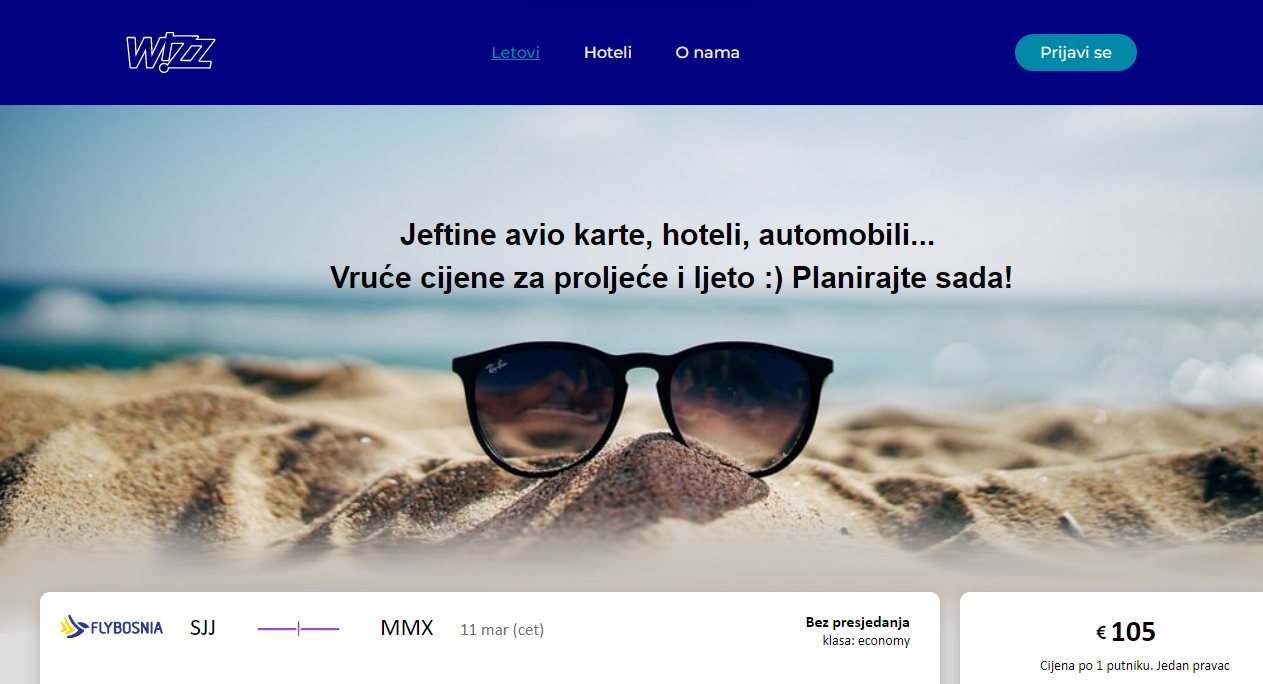 WIZZ
Letovi
Hoteli
O nama
Prijavi se
Jeftine avio karte, hoteli, automobili...
Vruće cijene za proljeće i ljeto :) Planirajte sada!
Ray-Ban
FLYBOSNIA SJJ MMX 11 mar (cet)
Bez presjedanja
klasa: economy
€ 105
Cijena po 1 putniku. Jedan pravac